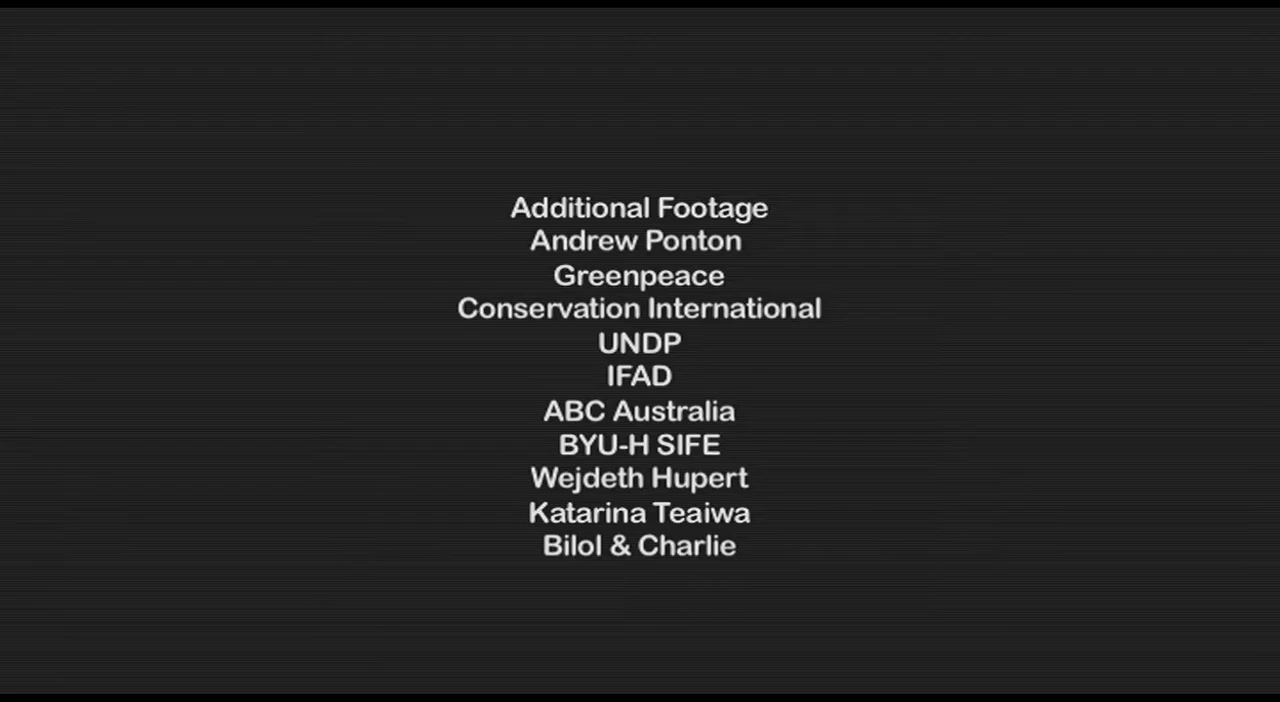 Additional Footage
Andrew Ponton
Greenpeace
Conservation International
UNDP
IFAD
ABC Australia
BYU-H SIFE
Wejdeth Hupert
Katarina Teaiwa
Bilol & Charlie